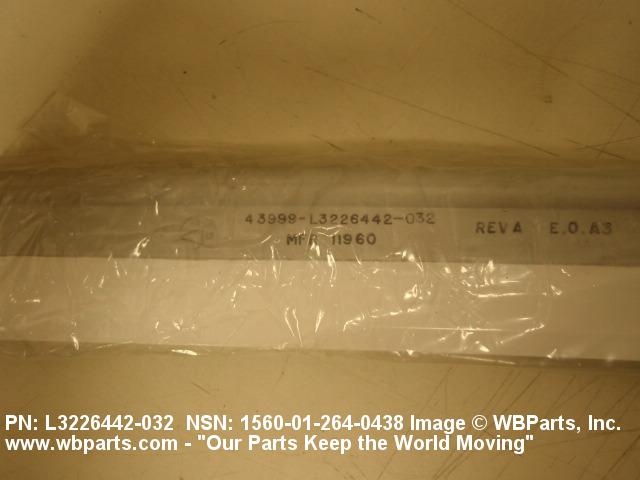 43999-L3226442-032 REV A E.O.A3
MFR 11960
PN: L3226442-032 NSN: 1560-01-264-0438 Image © WBParts, Inc.
www.wbparts.com - "Our Parts Keep the World Moving"